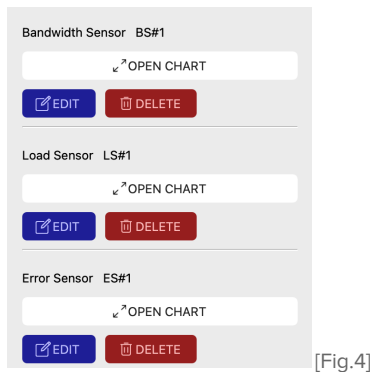 Bandwidth Sensor BS#1
OPEN CHART
EDIT DELETE
Load Sensor LS#1
OPEN CHART
EDIT DELETE
Error Sensor ES#1
OPEN CHART
EDIT DELETE
[Fig.4]